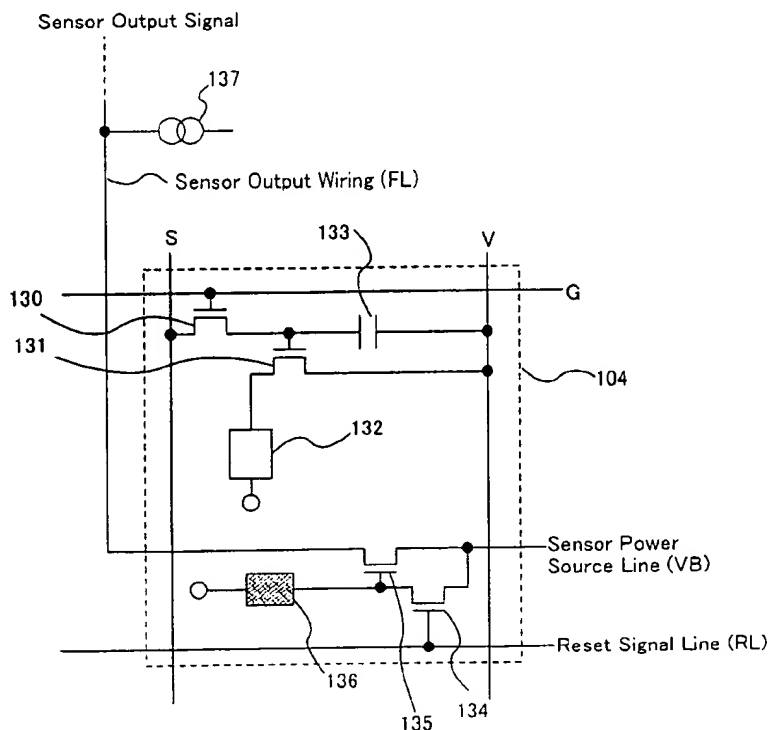 Sensor Output Signal
137
Sensor Output Wiring (FL)
S
133
V
G
130
131
104
132
Sensor Power
Source Line (VB)
Reset Signal Line (RL)
136
135
134